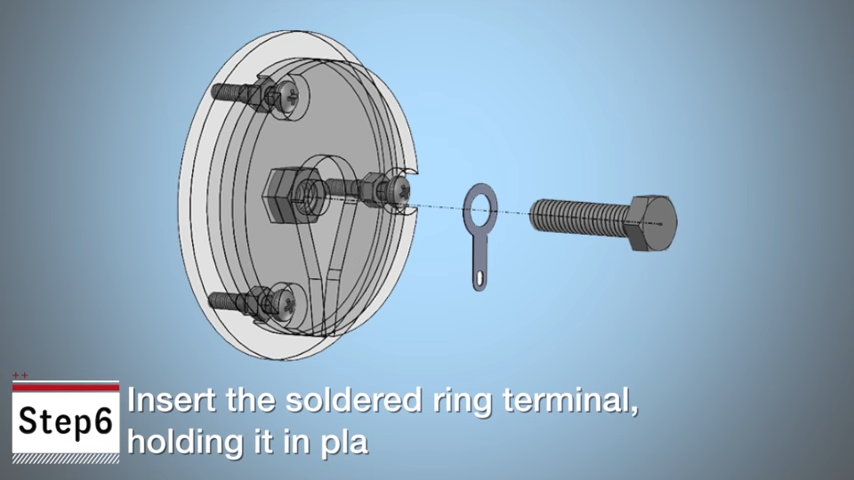 Step6
Insert the soldered ring terminal,
holding it in pla